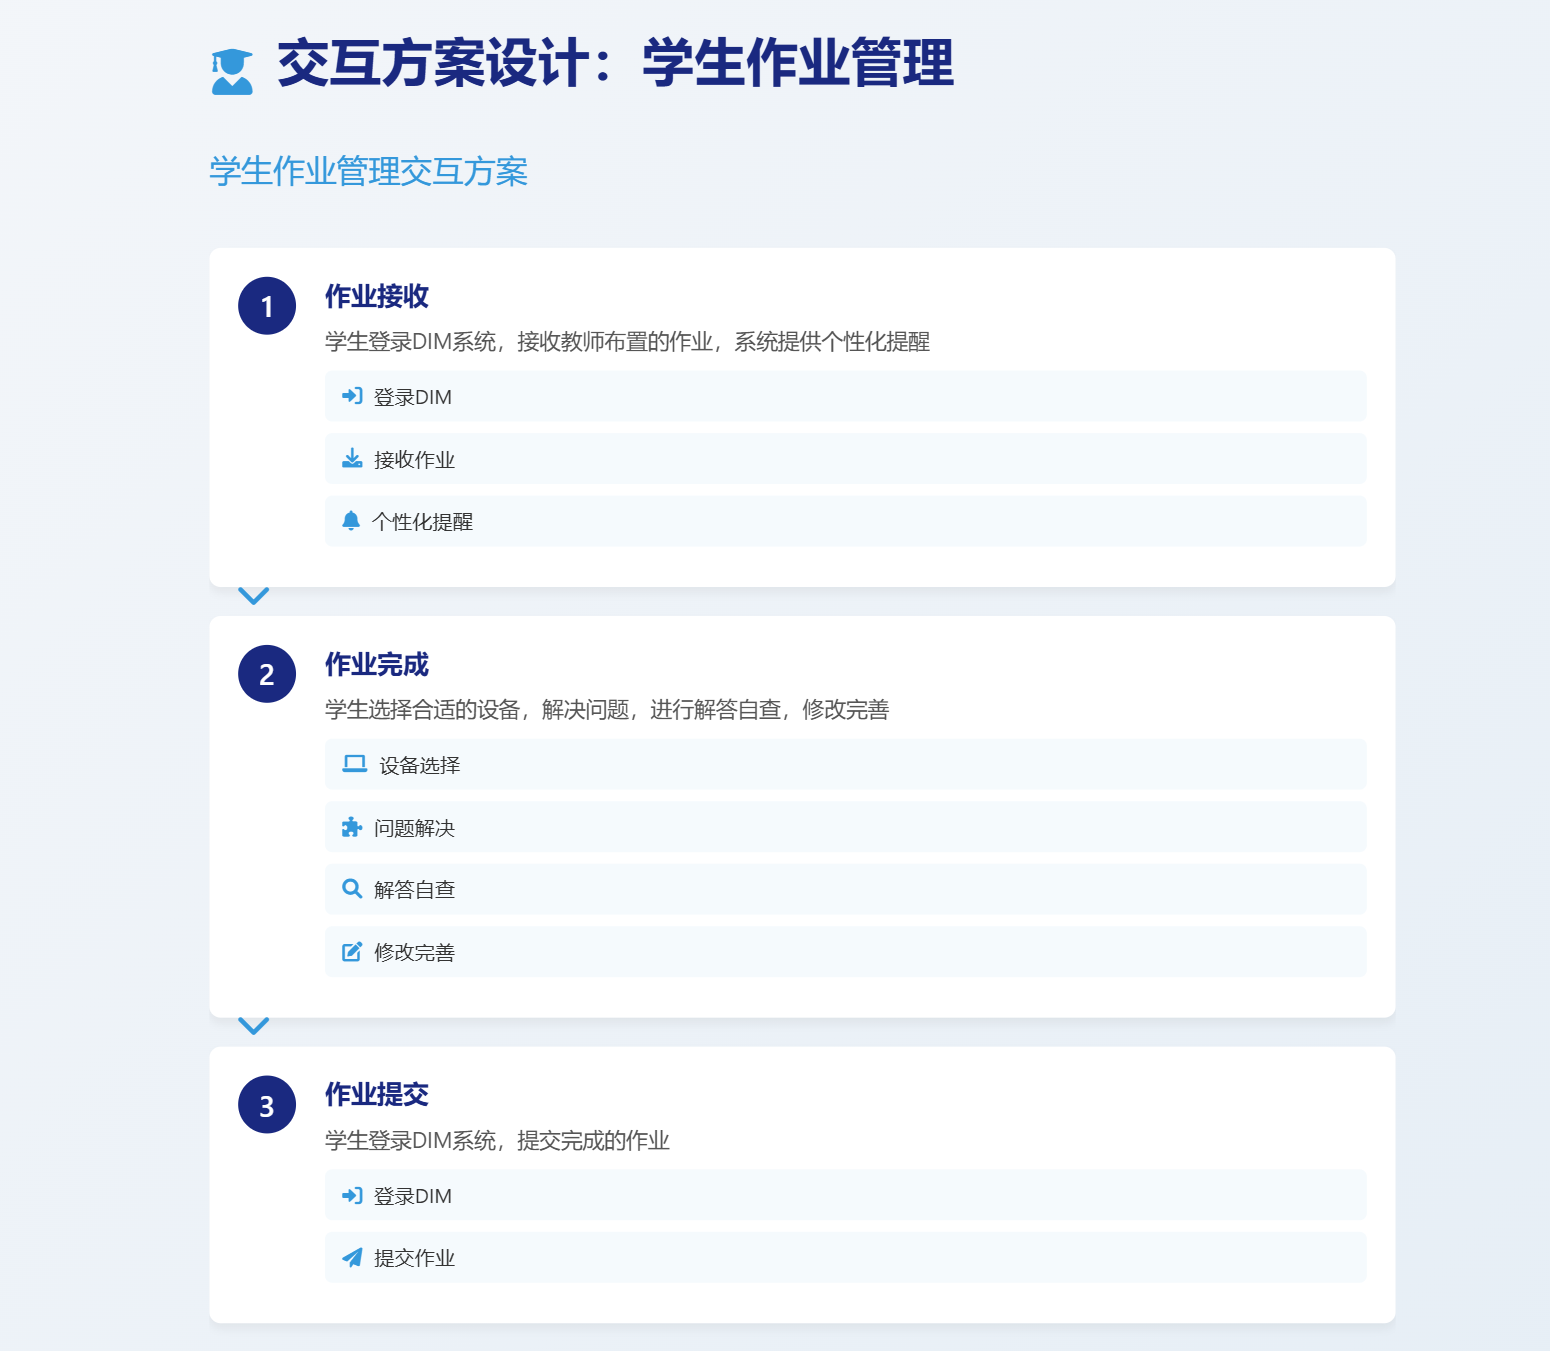 交互方案设计：学生作业管理
学生作业管理交互方案
1
作业接收
学生登录DIM系统，接收教师布置的作业，系统提供个性化提醒
登录DIM
接收作业
个性化提醒
2
作业完成
学生选择合适的设备，解决问题，进行解答自查，修改完善
设备选择
问题解决
解答自查
修改完善
3
作业提交
学生登录DIM系统，提交完成的作业
登录DIM
提交作业